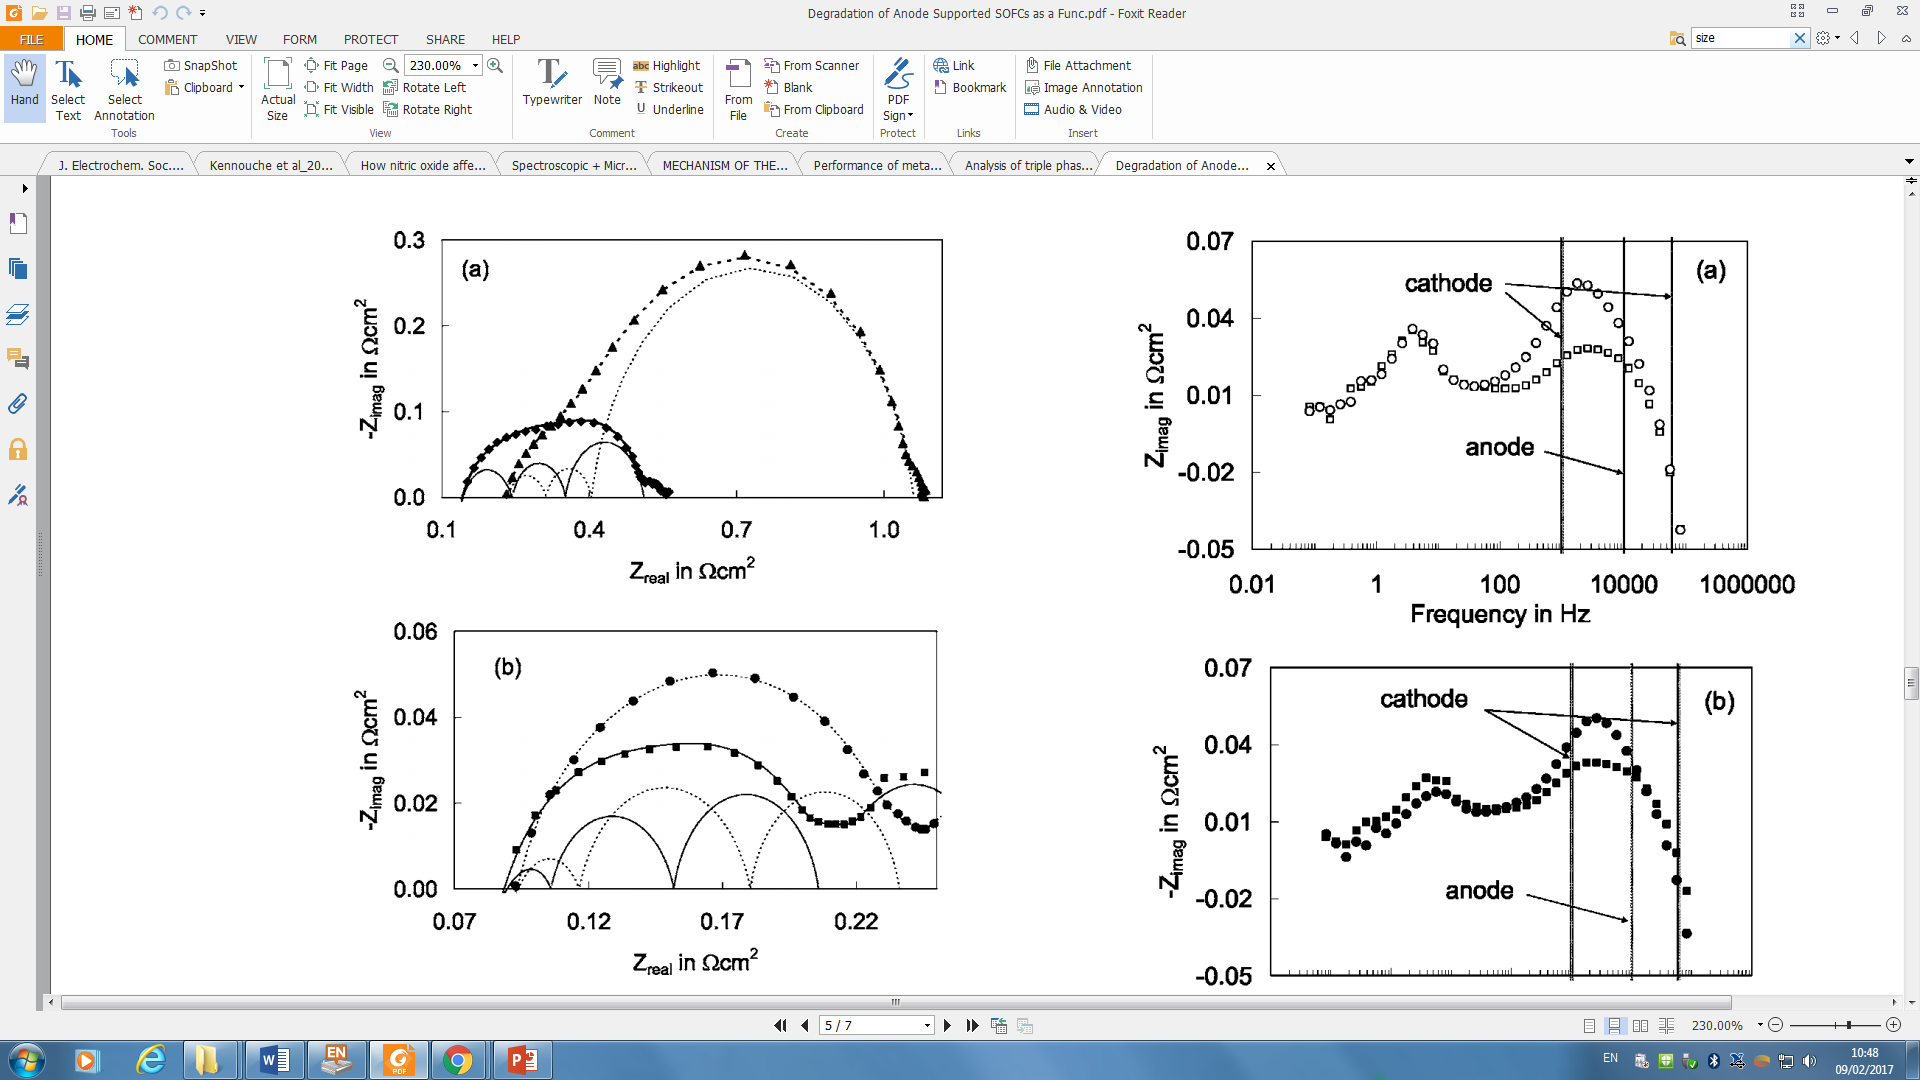 Degradation of Anode Supported SOFCs as a Func.pdf - Foxit Reader
FILE
HOME
COMMENT
VIEW
FORM
PROTECT
SHARE
HELP
size
Hand
Select Text
Select Annotation
SnapShot
Clipboard
Tools
Actual Size
Fit Page
Fit Width
Fit Visible
230.00%
Rotate Left
Rotate Right
View
Typewriter
Note
Highlight
Strikeout
Underline
Comment
From File
From Scanner
Blank
From Clipboard
Create
PDF Sign
Protect
Link
Bookmark
Links
File Attachment
Image Annotation
Audio & Video
Insert
J. Electrochem. Soc....
Kennouche et al_20...
How nitric oxide affe...
Spectroscopic + Micr...
MECHANISM OF THE...
Performance of meta...
Analysis of triple phas...
Degradation of Anode...
(a)
0.3
0.2
0.1
0.0
-Zimag in Ωcm2
0.1 0.4 0.7 1.0
Zreal in Ωcm2
(b)
0.06
0.04
0.02
0.00
-Zimag in Ωcm2
0.07 0.12 0.17 0.22
Zreal in Ωcm2
(a)
0.07
0.04
0.01
-0.02
-0.05
Zimag in Ωcm2
cathode
anode
0.01 1 100 10000 1000000
Frequency in Hz
(b)
0.07
0.04
0.01
-0.02
-0.05
-Zimag in Ωcm2
cathode
anode
5 / 7
230.00%
EN
PDF
EN
10:48
09/02/2017